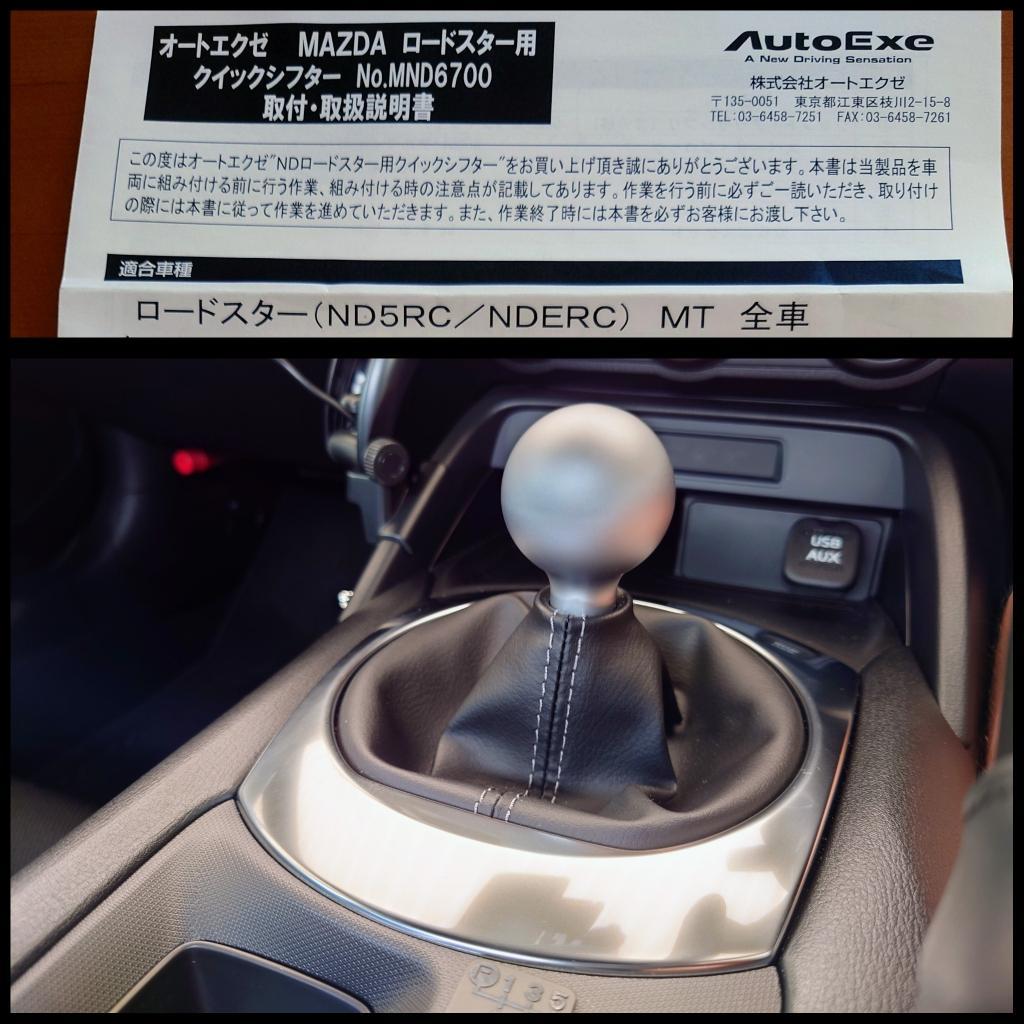 オートエクゼ MAZDA ロードスター用
クイックシフター No.MND6700
取付・取扱説明書
AutoExe
A New Driving Sensation
株式会社オートエクゼ
〒135-0051 東京都江東区枝川2-15-8
TEL:03-6458-7251 FAX:03-6458-7261
この度はオートエクゼ"NDロードスター用クイックシフター"をお買い上げ頂き誠にありがとうございます。本書は当製品を車
両に組み付ける前に行う作業、組み付ける時の注意点が記載してあります。作業を行う前に必ずご一読いただき、取り付け
の際には本書に従って作業を進めていただきます。また、作業終了時には本書を必ずお客様にお渡し下さい。
適合車種
ロードスター(ND5RC/NDERC) MT 全車
USB
AUX
R 1 3 5